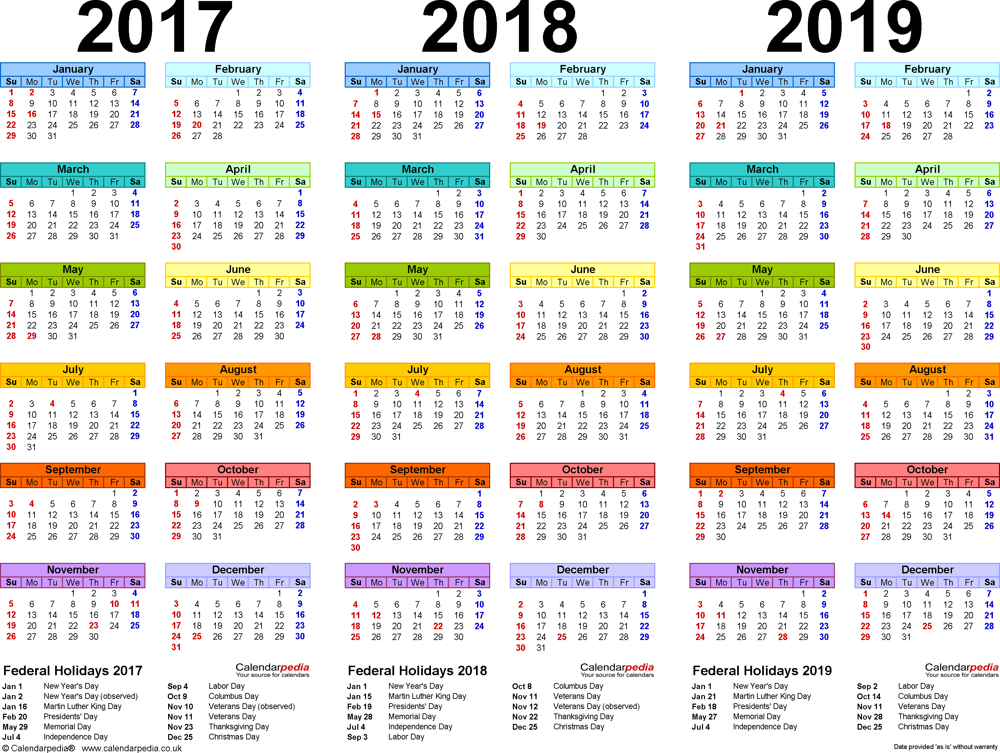 2017
January
Su Mo Tu We Th Fr Sa
1 2 3 4 5 6 7
8 9 10 11 12 13 14
15 16 17 18 19 20 21
22 23 24 25 26 27 28
29 30 31
February
Su Mo Tu We Th Fr Sa
1 2 3 4
5 6 7 8 9 10 11
12 13 14 15 16 17 18
19 20 21 22 23 24 25
26 27 28
March
Su Mo Tu We Th Fr Sa
1 2 3 4
5 6 7 8 9 10 11
12 13 14 15 16 17 18
19 20 21 22 23 24 25
26 27 28 29 30 31
April
Su Mo Tu We Th Fr Sa
1
2 3 4 5 6 7 8
9 10 11 12 13 14 15
16 17 18 19 20 21 22
23 24 25 26 27 28 29
30
May
Su Mo Tu We Th Fr Sa
1 2 3 4 5 6
7 8 9 10 11 12 13
14 15 16 17 18 19 20
21 22 23 24 25 26 27
28 29 30 31
June
Su Mo Tu We Th Fr Sa
1 2 3
4 5 6 7 8 9 10
11 12 13 14 15 16 17
18 19 20 21 22 23 24
25 26 27 28 29 30
July
Su Mo Tu We Th Fr Sa
1
2 3 4 5 6 7 8
9 10 11 12 13 14 15
16 17 18 19 20 21 22
23 24 25 26 27 28 29
30 31
August
Su Mo Tu We Th Fr Sa
1 2 3 4 5
6 7 8 9 10 11 12
13 14 15 16 17 18 19
20 21 22 23 24 25 26
27 28 29 30 31
September
Su Mo Tu We Th Fr Sa
1 2
3 4 5 6 7 8 9
10 11 12 13 14 15 16
17 18 19 20 21 22 23
24 25 26 27 28 29 30
October
Su Mo Tu We Th Fr Sa
1 2 3 4 5 6 7
8 9 10 11 12 13 14
15 16 17 18 19 20 21
22 23 24 25 26 27 28
29 30 31
November
Su Mo Tu We Th Fr Sa
1 2 3 4
5 6 7 8 9 10 11
12 13 14 15 16 17 18
19 20 21 22 23 24 25
26 27 28 29 30
December
Su Mo Tu We Th Fr Sa
1 2
3 4 5 6 7 8 9
10 11 12 13 14 15 16
17 18 19 20 21 22 23
24 25 26 27 28 29 30
31
Federal Holidays 2017
Calendarpedia
Your source for calendars
Jan 1 New Year's Day
Jan 2 New Year's Day (observed)
Jan 16 Martin Luther King Day
Feb 20 Presidents' Day
May 29 Memorial Day
Jul 4 Independence Day
Sep 4 Labor Day
Oct 9 Columbus Day
Nov 10 Veterans Day (observed)
Nov 11 Veterans Day
Nov 23 Thanksgiving Day
Dec 25 Christmas Day
2018
January
Su Mo Tu We Th Fr Sa
1 2 3 4 5 6
7 8 9 10 11 12 13
14 15 16 17 18 19 20
21 22 23 24 25 26 27
28 29 30 31
February
Su Mo Tu We Th Fr Sa
1 2 3
4 5 6 7 8 9 10
11 12 13 14 15 16 17
18 19 20 21 22 23 24
25 26 27 28
March
Su Mo Tu We Th Fr Sa
1 2 3
4 5 6 7 8 9 10
11 12 13 14 15 16 17
18 19 20 21 22 23 24
25 26 27 28 29 30 31
April
Su Mo Tu We Th Fr Sa
1 2 3 4 5 6 7
8 9 10 11 12 13 14
15 16 17 18 19 20 21
22 23 24 25 26 27 28
29 30
May
Su Mo Tu We Th Fr Sa
1 2 3 4 5
6 7 8 9 10 11 12
13 14 15 16 17 18 19
20 21 22 23 24 25 26
27 28 29 30 31
June
Su Mo Tu We Th Fr Sa
1 2
3 4 5 6 7 8 9
10 11 12 13 14 15 16
17 18 19 20 21 22 23
24 25 26 27 28 29 30
July
Su Mo Tu We Th Fr Sa
1 2 3 4 5 6 7
8 9 10 11 12 13 14
15 16 17 18 19 20 21
22 23 24 25 26 27 28
29 30 31
August
Su Mo Tu We Th Fr Sa
1 2 3 4
5 6 7 8 9 10 11
12 13 14 15 16 17 18
19 20 21 22 23 24 25
26 27 28 29 30 31
September
Su Mo Tu We Th Fr Sa
1
2 3 4 5 6 7 8
9 10 11 12 13 14 15
16 17 18 19 20 21 22
23 24 25 26 27 28 29
30
October
Su Mo Tu We Th Fr Sa
1 2 3 4 5 6
7 8 9 10 11 12 13
14 15 16 17 18 19 20
21 22 23 24 25 26 27
28 29 30 31
November
Su Mo Tu We Th Fr Sa
1 2 3
4 5 6 7 8 9 10
11 12 13 14 15 16 17
18 19 20 21 22 23 24
25 26 27 28 29 30
December
Su Mo Tu We Th Fr Sa
1
2 3 4 5 6 7 8
9 10 11 12 13 14 15
16 17 18 19 20 21 22
23 24 25 26 27 28 29
30 31
Federal Holidays 2018
Calendarpedia
Your source for calendars
Jan 1 New Year's Day
Jan 15 Martin Luther King Day
Feb 19 Presidents' Day
May 28 Memorial Day
Jul 4 Independence Day
Sep 3 Labor Day
Oct 8 Columbus Day
Nov 11 Veterans Day
Nov 12 Veterans Day (observed)
Nov 22 Thanksgiving Day
Dec 25 Christmas Day
2019
January
Su Mo Tu We Th Fr Sa
1 2 3 4 5
6 7 8 9 10 11 12
13 14 15 16 17 18 19
20 21 22 23 24 25 26
27 28 29 30 31
February
Su Mo Tu We Th Fr Sa
1 2
3 4 5 6 7 8 9
10 11 12 13 14 15 16
17 18 19 20 21 22 23
24 25 26 27 28
March
Su Mo Tu We Th Fr Sa
1 2
3 4 5 6 7 8 9
10 11 12 13 14 15 16
17 18 19 20 21 22 23
24 25 26 27 28 29 30
31
April
Su Mo Tu We Th Fr Sa
1 2 3 4 5 6
7 8 9 10 11 12 13
14 15 16 17 18 19 20
21 22 23 24 25 26 27
28 29 30
May
Su Mo Tu We Th Fr Sa
1 2 3 4
5 6 7 8 9 10 11
12 13 14 15 16 17 18
19 20 21 22 23 24 25
26 27 28 29 30 31
June
Su Mo Tu We Th Fr Sa
1
2 3 4 5 6 7 8
9 10 11 12 13 14 15
16 17 18 19 20 21 22
23 24 25 26 27 28 29
30
July
Su Mo Tu We Th Fr Sa
1 2 3 4 5 6
7 8 9 10 11 12 13
14 15 16 17 18 19 20
21 22 23 24 25 26 27
28 29 30 31
August
Su Mo Tu We Th Fr Sa
1 2 3
4 5 6 7 8 9 10
11 12 13 14 15 16 17
18 19 20 21 22 23 24
25 26 27 28 29 30 31
September
Su Mo Tu We Th Fr Sa
1 2 3 4 5 6 7
8 9 10 11 12 13 14
15 16 17 18 19 20 21
22 23 24 25 26 27 28
29 30
October
Su Mo Tu We Th Fr Sa
1 2 3 4 5
6 7 8 9 10 11 12
13 14 15 16 17 18 19
20 21 22 23 24 25 26
27 28 29 30 31
November
Su Mo Tu We Th Fr Sa
1 2
3 4 5 6 7 8 9
10 11 12 13 14 15 16
17 18 19 20 21 22 23
24 25 26 27 28 29 30
December
Su Mo Tu We Th Fr Sa
1 2 3 4 5 6 7
8 9 10 11 12 13 14
15 16 17 18 19 20 21
22 23 24 25 26 27 28
29 30 31
Federal Holidays 2019
Calendarpedia
Your source for calendars
Jan 1 New Year's Day
Jan 21 Martin Luther King Day
Feb 18 Presidents' Day
May 27 Memorial Day
Jul 4 Independence Day
Sep 2 Labor Day
Oct 14 Columbus Day
Nov 11 Veterans Day
Nov 28 Thanksgiving Day
Dec 25 Christmas Day
© Calendarpedia® www.calendarpedia.co.uk
Data provided 'as is' without warranty